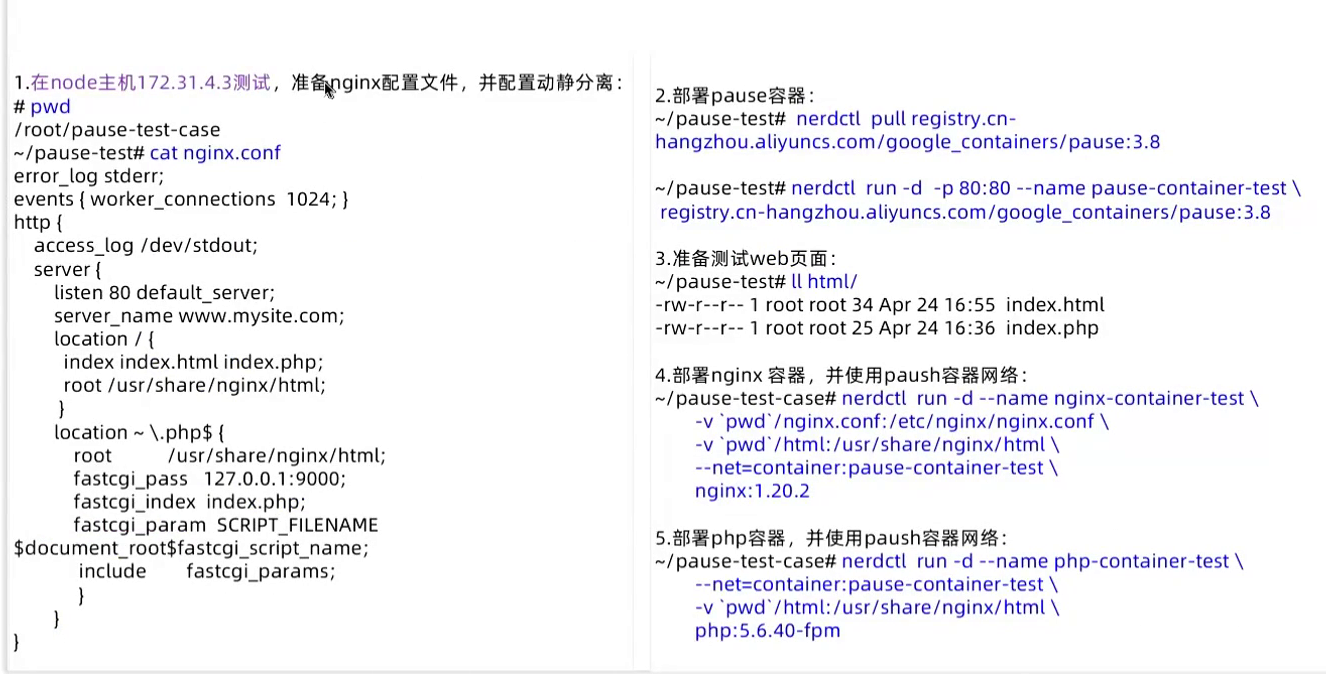 1.在node主机172.31.4.3测试，准备nginx配置文件，并配置动静分离：
# pwd
/root/pause-test-case
~/pause-test# cat nginx.conf
error_log stderr;
events { worker_connections  1024; }
http {
    access_log /dev/stdout;
    server {
        listen 80 default_server;
        server_name www.mysite.com;
        location / {
          index index.html index.php;
          root /usr/share/nginx/html;
         }
        location ~ \.php$ {
            root           /usr/share/nginx/html;
            fastcgi_pass   127.0.0.1:9000;
            fastcgi_index  index.php;
            fastcgi_param  SCRIPT_FILENAME
$document_root$fastcgi_script_name;
             include        fastcgi_params;
             }
        }
}
2.部署pause容器：
~/pause-test#  nerdctl  pull registry.cn-
hangzhou.aliyuncs.com/google_containers/pause:3.8
~/pause-test# nerdctl  run -d  -p 80:80 --name pause-container-test \
 registry.cn-hangzhou.aliyuncs.com/google_containers/pause:3.8
3.准备测试web页面：
~/pause-test# ll html/
-rw-r--r-- 1 root root 34 Apr 24 16:55  index.html
-rw-r--r-- 1 root root 25 Apr 24 16:36  index.php
4.部署nginx 容器，并使用paush容器网络：
~/pause-test-case# nerdctl  run -d --name nginx-container-test \
        -v `pwd`/nginx.conf:/etc/nginx/nginx.conf \
        -v `pwd`/html:/usr/share/nginx/html \
        --net=container:pause-container-test \
        nginx:1.20.2
5.部署php容器，并使用paush容器网络：
~/pause-test-case# nerdctl  run -d --name php-container-test \
        --net=container:pause-container-test \
        -v `pwd`/html:/usr/share/nginx/html \
        php:5.6.40-fpm